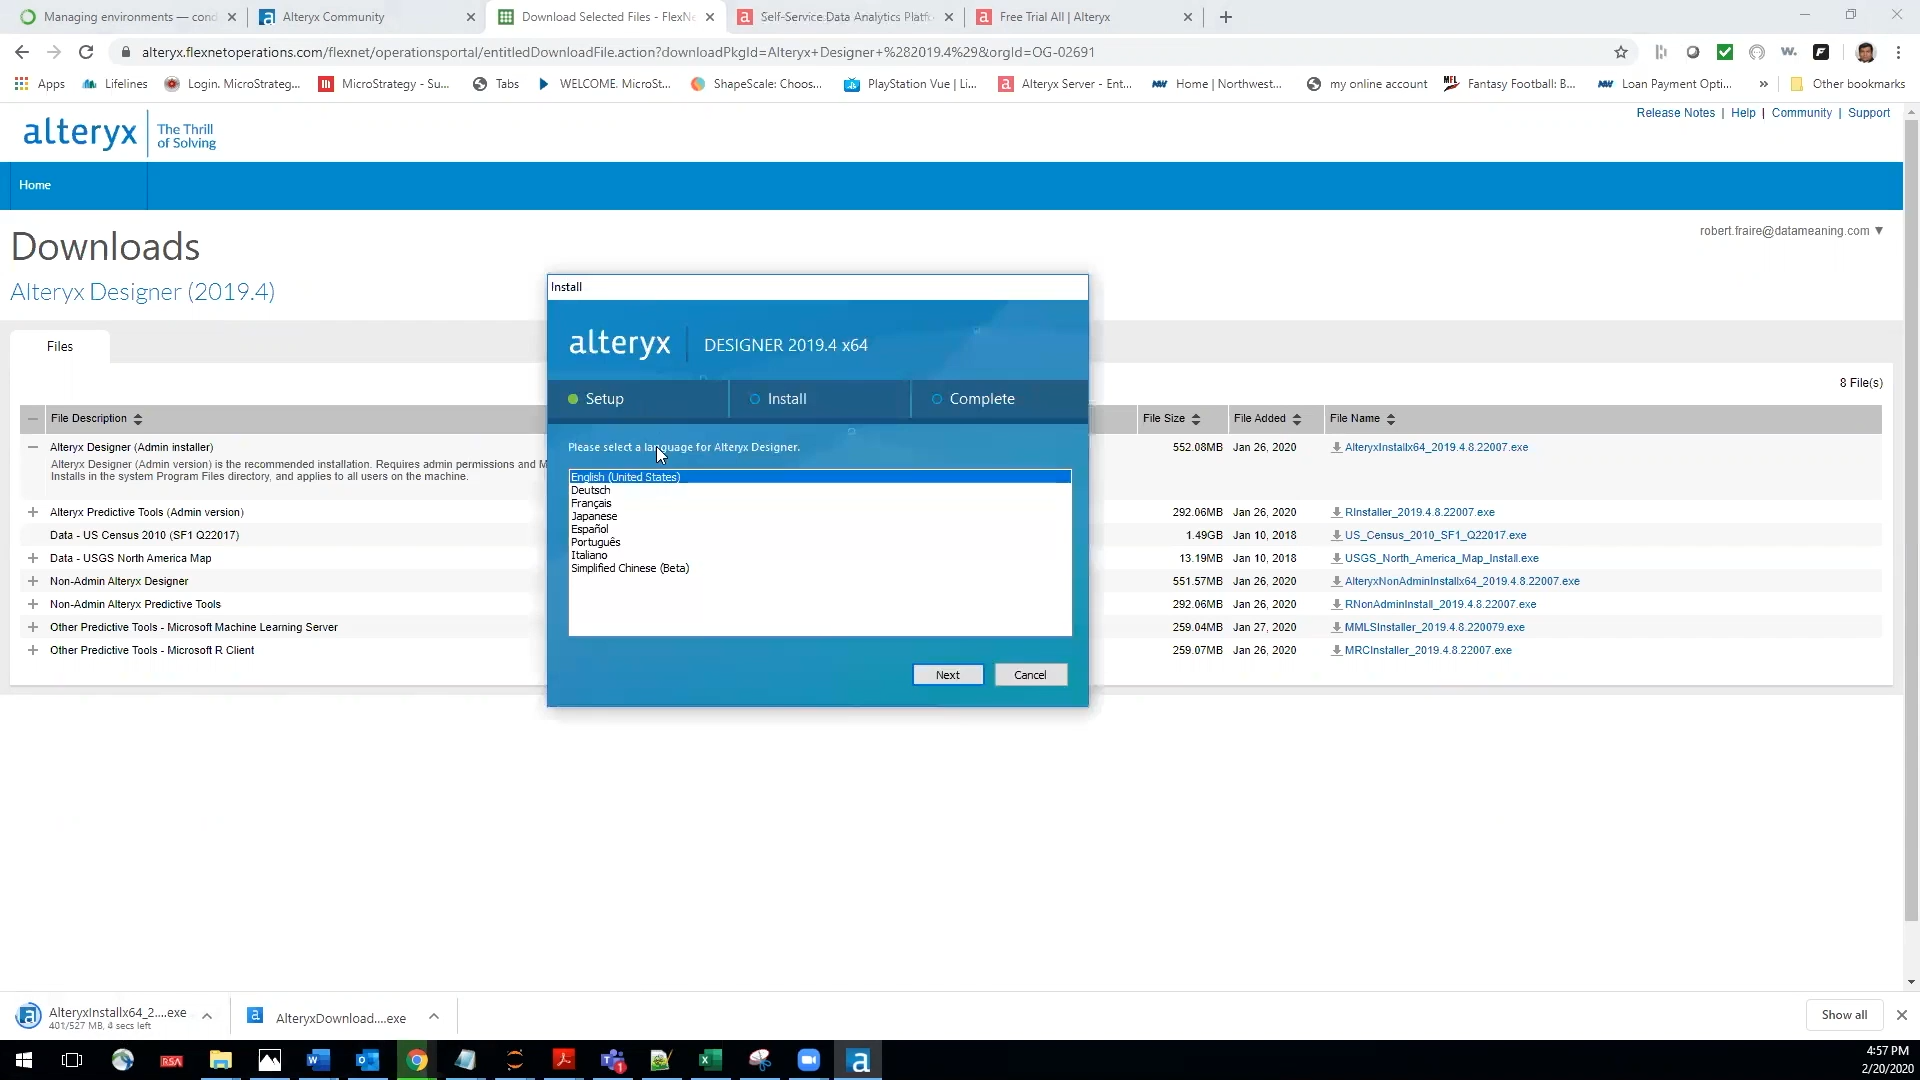 Managing environments — cond
Alteryx Community
Download Selected Files - FlexNe
Self-Service Data Analytics Platfo
Free Trial All | Alteryx
alteryx.flexnetoperations.com/flexnet/operationsportal/entitledDownloadFile.action?downloadPkgId=Alteryx+Designer+%282019.4%29&orgId=OG-02691
Apps
Lifelines
Login. MicroStrateg...
MicroStrategy - Su...
Tabs
WELCOME. MicroSt...
ShapeScale: Choos...
PlayStation Vue | Li...
Alteryx Server - Ent...
Home | Northwest...
my online account
Fantasy Football: B...
Loan Payment Opti...
»
Other bookmarks
Release Notes | Help | Community | Support
alteryx
The Thrill
of Solving
Home
Downloads
robert.fraire@datameaning.com
Alteryx Designer (2019.4)
Files
8 File(s)
File Description
File Size
File Added
File Name
Alteryx Designer (Admin installer)
552.08MB Jan 26, 2020 AlteryxInstallx64_2019.4.8.22007.exe
Alteryx Designer (Admin version) is the recommended installation. Requires admin permissions and M
Installs in the system Program Files directory, and applies to all users on the machine.
Alteryx Predictive Tools (Admin version)
292.06MB Jan 26, 2020 RInstaller_2019.4.8.22007.exe
Data - US Census 2010 (SF1 Q22017)
1.49GB Jan 10, 2018 US_Census_2010_SF1_Q22017.exe
Data - USGS North America Map
13.19MB Jan 10, 2018 USGS_North_America_Map_Install.exe
Non-Admin Alteryx Designer
551.57MB Jan 26, 2020 AlteryxNonAdminInstallx64_2019.4.8.22007.exe
Non-Admin Alteryx Predictive Tools
292.06MB Jan 26, 2020 RNonAdminInstall_2019.4.8.22007.exe
Other Predictive Tools - Microsoft Machine Learning Server
259.04MB Jan 27, 2020 MMLSInstaller_2019.4.8.220079.exe
Other Predictive Tools - Microsoft R Client
259.07MB Jan 26, 2020 MRCInstaller_2019.4.8.22007.exe
Install
alteryx
DESIGNER 2019.4 x64
Setup
Install
Complete
Please select a language for Alteryx Designer.
English (United States)
Deutsch
Français
Japanese
Español
Português
Italiano
Simplified Chinese (Beta)
Next
Cancel
AlteryxInstallx64_2....exe
401/527 MB, 4 secs left
AlteryxDownload....exe
Show all
RSA
4:57 PM
2/20/2020